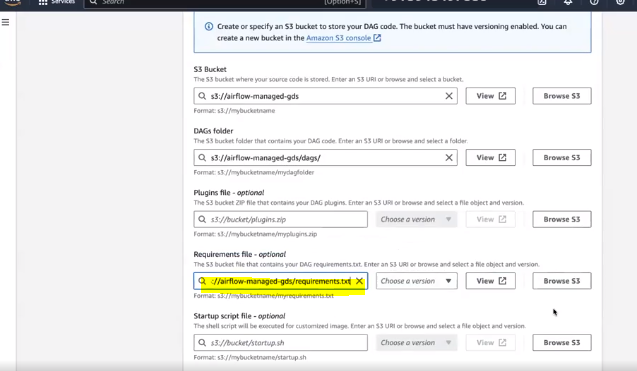 Services
Search
[Option+S]
Create or specify an S3 bucket to store your DAG code. The bucket must have versioning enabled. You can
create a new bucket in the Amazon S3 console
S3 Bucket
The S3 bucket where your source code is stored. Enter an S3 URI or browse and select a bucket.
s3://airflow-managed-gds View Browse S3
Format: s3://mybucketname
DAGs folder
The S3 bucket folder that contains your DAG code. Enter an S3 URI or browse and select a folder.
s3://airflow-managed-gds/dags/ View Browse S3
Format: s3://mybucketname/mydagfolder
Plugins file - optional
The S3 bucket ZIP file that contains your DAG plugins. Enter an S3 URI or browse and select a file object and version.
s3://bucket/plugins.zip Choose a version View Browse S3
Format: s3://mybucketname/myplugins.zip
Requirements file - optional
The S3 bucket file that contains your DAG requirements.txt. Enter an S3 URI or browse and select a file object and version.
://airflow-managed-gds/requirements.txt Choose a version View Browse S3
Format: s3://mybucketname/myrequirements.txt
Startup script file - optional
The shell script will be executed for customized image. Enter an S3 URI or browse and select a file object and version.
s3://bucket/startup.sh Choose a version View Browse S3
Format: s3://mybucketname/startup.sh